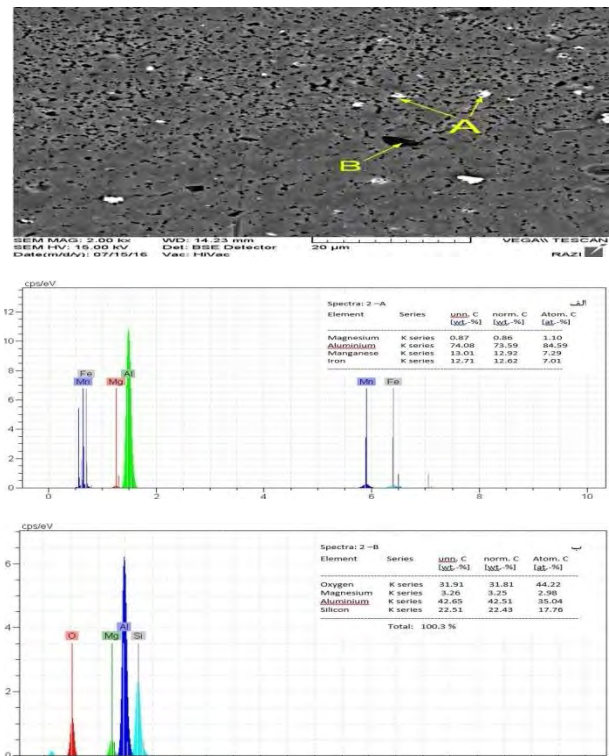 A
B
SEM MAG: 2.00 kx WD: 14.23 mm VEGA\\ TESCAN
SEM HV: 15.00 kV Det: BSE Detector 20 µm
Date(m/d/y): 07/15/16 Vac: HiVac RAZI
cps/eV
Spectra: 2 –A الف
Element Series unn. C norm. C Atom. C
[wt.-%] [wt.-%] [at.-%]
Magnesium K series 0.87 0.86 1.10
Aluminium K series 74.08 73.59 84.59
Manganese K series 13.01 12.92 7.29
Iron K series 12.71 12.62 7.01
12
10
8
6
4
2
0
Fe Al
Mn Mg Mn Fe
0 2 4 6 8 10
cps/eV
Spectra: 2 –B ب
Element Series unn. C norm. C Atom. C
[wt.-%] [wt.-%] [at.-%]
Oxygen K series 31.91 31.81 44.22
Magnesium K series 3.26 3.25 2.98
Aluminium K series 42.65 42.51 35.04
Silicon K series 22.51 22.43 17.76
Total: 100.3 %
6
4
2
0
Al
O Mg Si